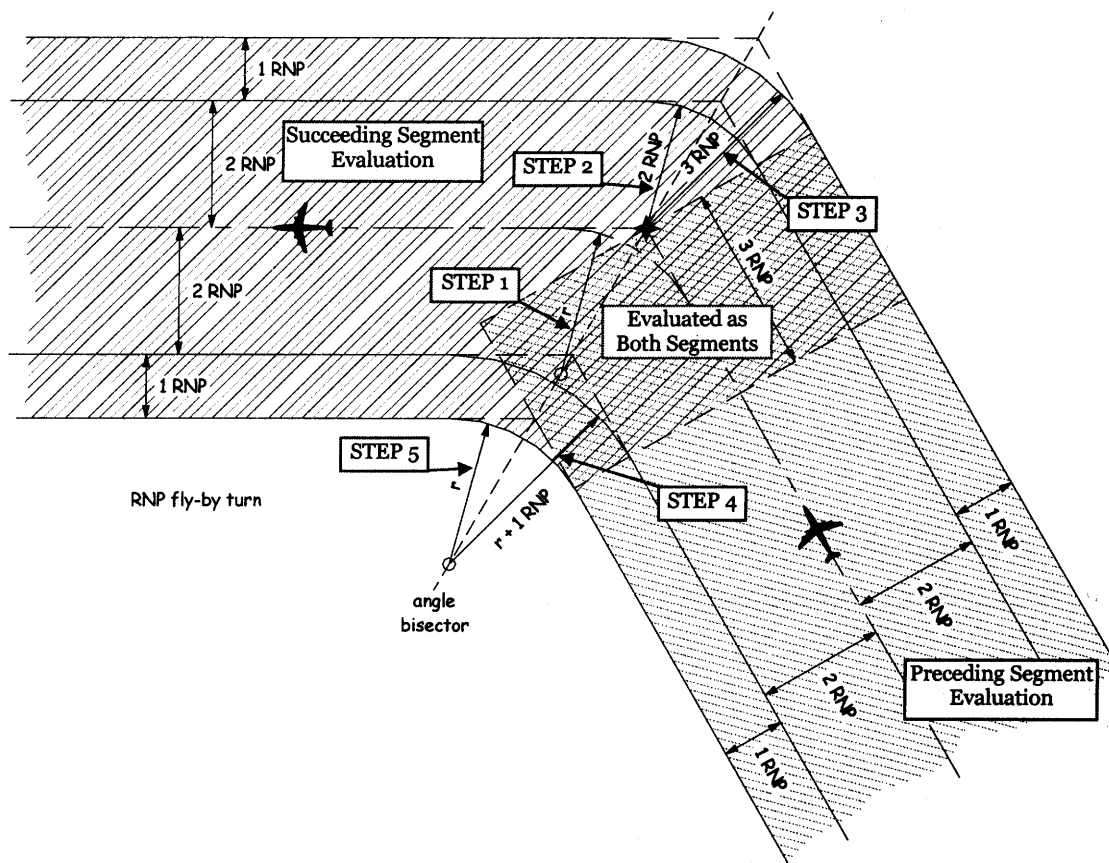 1 RNP
Succeeding Segment
Evaluation
2 RNP
STEP 2
2 RNP
3 RNP
STEP 3
3 RNP
2 RNP
STEP 1
r
Evaluated as
Both Segments
1 RNP
STEP 5
r
STEP 4
RNP fly-by turn
r + 1 RNP
1 RNP
angle
bisector
2 RNP
Preceding Segment
Evaluation
2 RNP
1 RNP